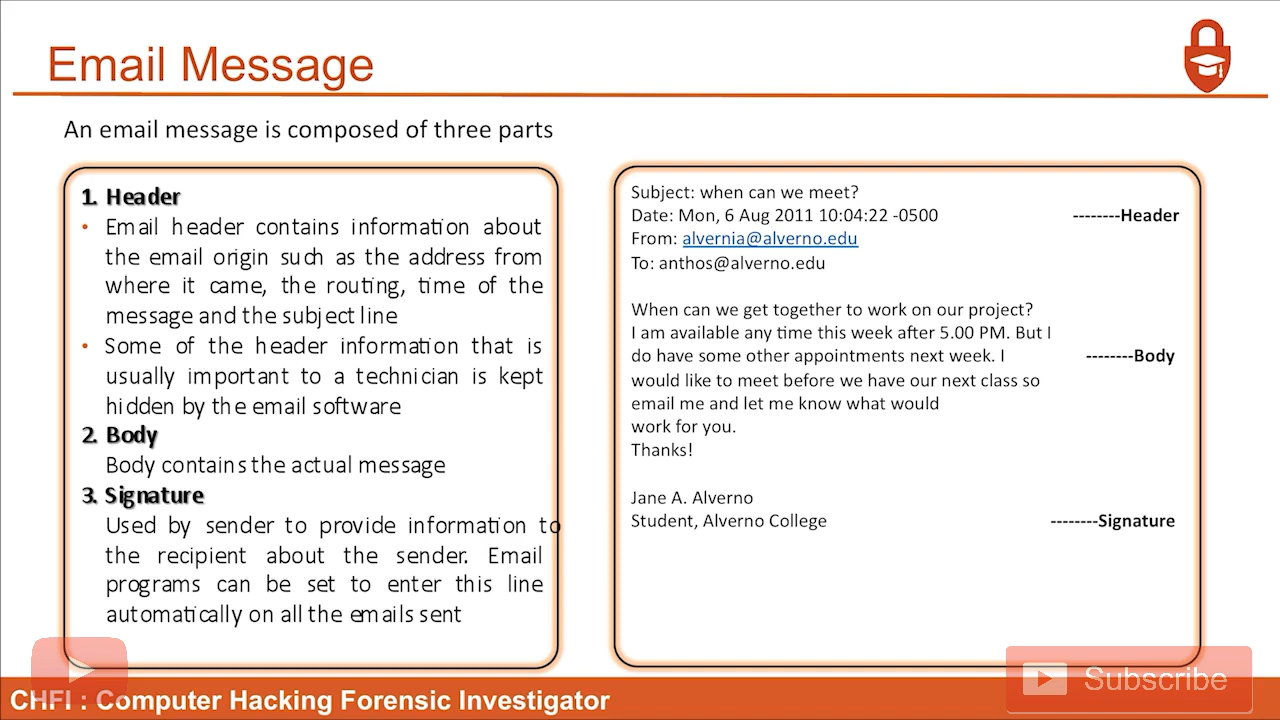 Email Message
An email message is composed of three parts
1. Header
• Email header contains information about
the email origin such as the address from
where it came, the routing, time of the
message and the subject line
• Some of the header information that is
usually important to a technician is kept
hidden by the email software
2. Body
Body contains the actual message
3. Signature
Used by sender to provide information to
the recipient about the sender. Email
programs can be set to enter this line
automatically on all the emails sent
Subject: when can we meet?
Date: Mon, 6 Aug 2011 10:04:22 -0500 --------Header
From: alvernia@alverno.edu
To: anthos@alverno.edu
When can we get together to work on our project?
I am available any time this week after 5.00 PM. But I
do have some other appointments next week. I --------Body
would like to meet before we have our next class so
email me and let me know what would
work for you.
Thanks!
Jane A. Alverno
Student, Alverno College --------Signature
CHFI : Computer Hacking Forensic Investigator
Subscribe